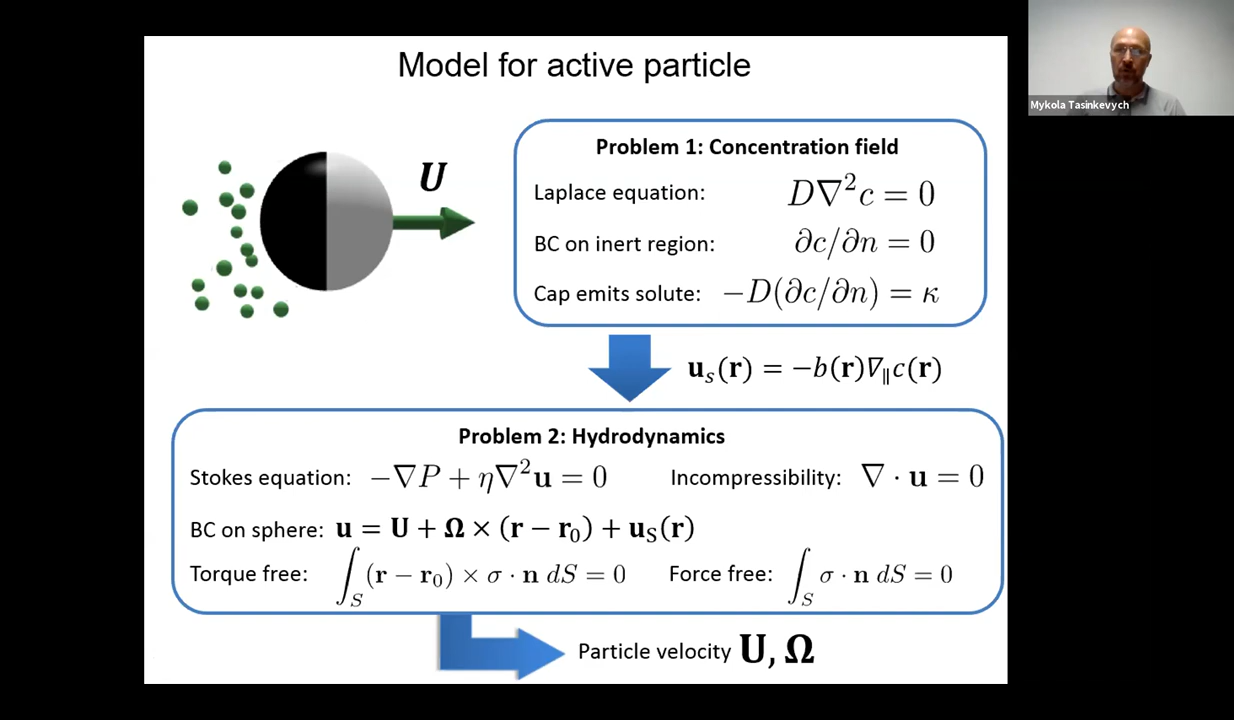 Model for active particle
Mykola Tasinkevych
U
Problem 1: Concentration field
Laplace equation: D∇²c = 0
BC on inert region: ∂c/∂n = 0
Cap emits solute: −D(∂c/∂n) = κ
u_s(r) = −b(r)∇_∥c(r)
Problem 2: Hydrodynamics
Stokes equation: −∇P + η∇²u = 0 Incompressibility: ∇ · u = 0
BC on sphere: u = U + Ω × (r − r₀) + u_S(r)
Torque free: ∫_S (r − r₀) × σ · n dS = 0 Force free: ∫_S σ · n dS = 0
Particle velocity U, Ω